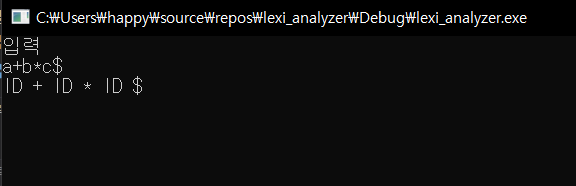 C:₩Users₩happy₩source₩repos₩lexi_analyzer₩Debug₩lexi_analyzer.exe
입력
a+b*c$
ID + ID * ID $